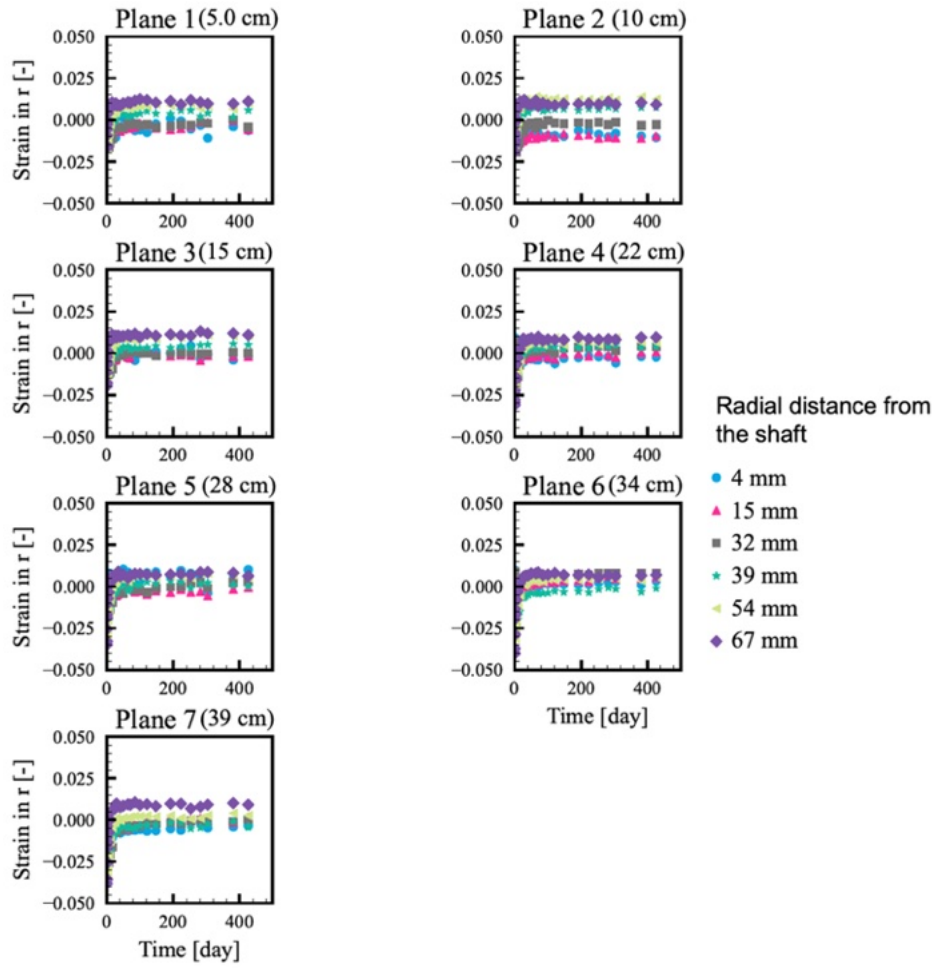 Plane 1 (5.0 cm)
Plane 2 (10 cm)
Strain in r [-]
0.050
0.025
0.000
−0.025
−0.050
0
200
400
Strain in r [-]
0.050
0.025
0.000
−0.025
−0.050
0
200
400
Plane 3 (15 cm)
Plane 4 (22 cm)
Strain in r [-]
0.050
0.025
0.000
−0.025
−0.050
0
200
400
Strain in r [-]
0.050
0.025
0.000
−0.025
−0.050
0
200
400
Plane 5 (28 cm)
Plane 6 (34 cm)
Strain in r [-]
0.050
0.025
0.000
−0.025
−0.050
0
200
400
Strain in r [-]
0.050
0.025
0.000
−0.025
−0.050
0
200
400
Time [day]
Plane 7 (39 cm)
Strain in r [-]
0.050
0.025
0.000
−0.025
−0.050
0
200
400
Time [day]
Radial distance from
the shaft
4 mm
15 mm
32 mm
39 mm
54 mm
67 mm